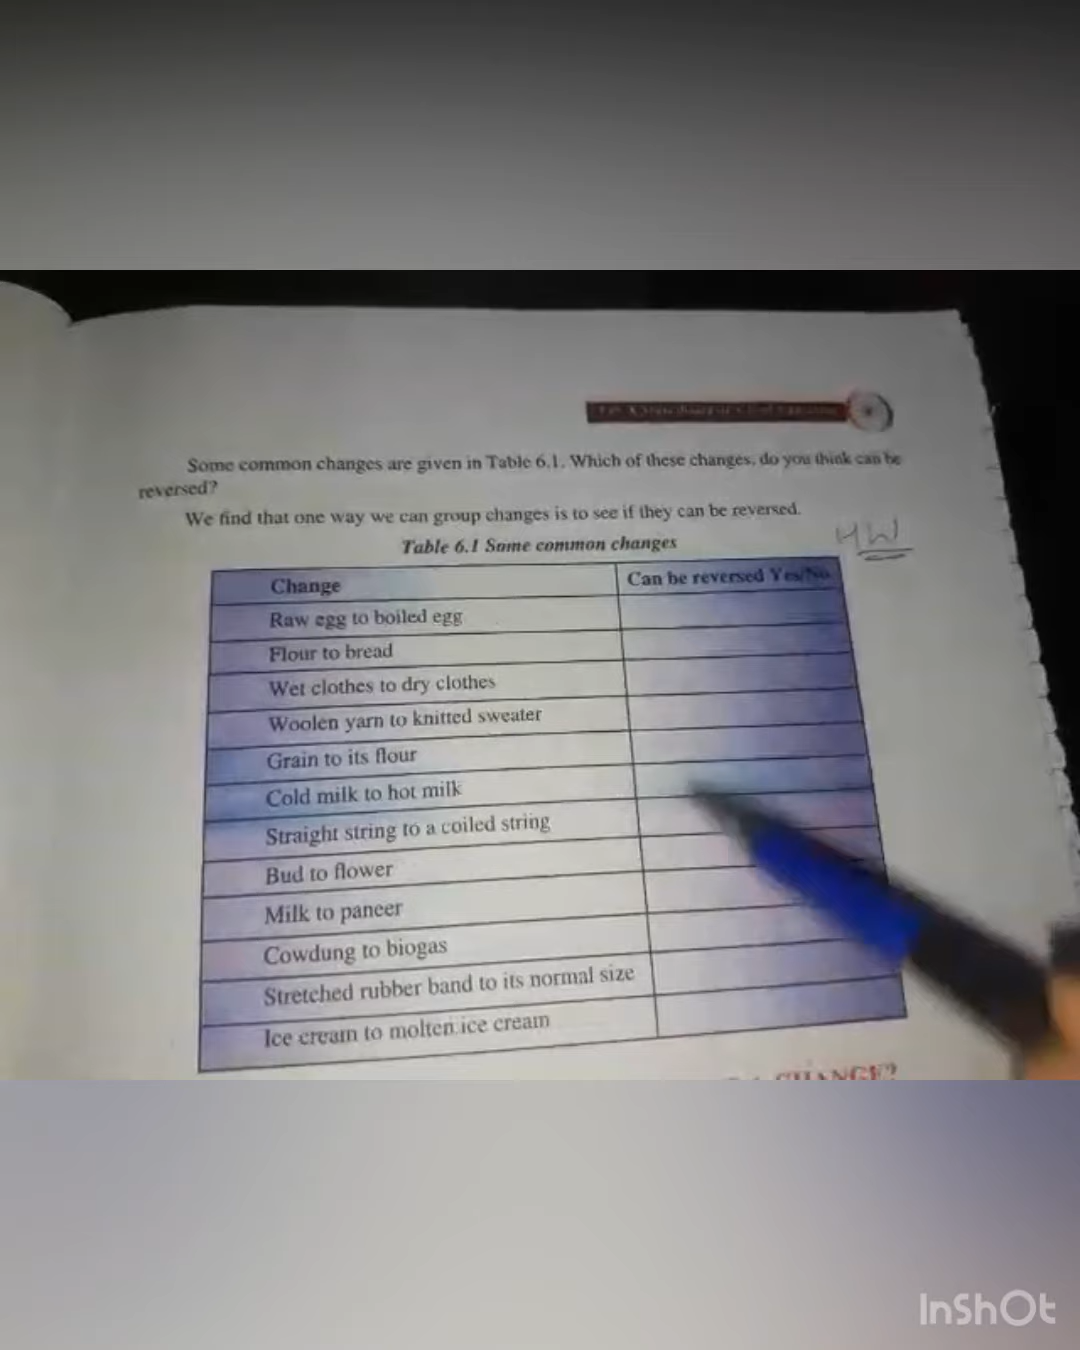 Some common changes are given in Table 6.1. Which of these changes, do you think can be
reversed?
We find that one way we can group changes is to see if they can be reversed.
HW
Table 6.1 Some common changes
Change Can be reversed Yes/No
Raw egg to boiled egg
Flour to bread
Wet clothes to dry clothes
Woolen yarn to knitted sweater
Grain to its flour
Cold milk to hot milk
Straight string to a coiled string
Bud to flower
Milk to paneer
Cowdung to biogas
Stretched rubber band to its normal size
Ice cream to molten ice cream
CHANGE?
InShOt